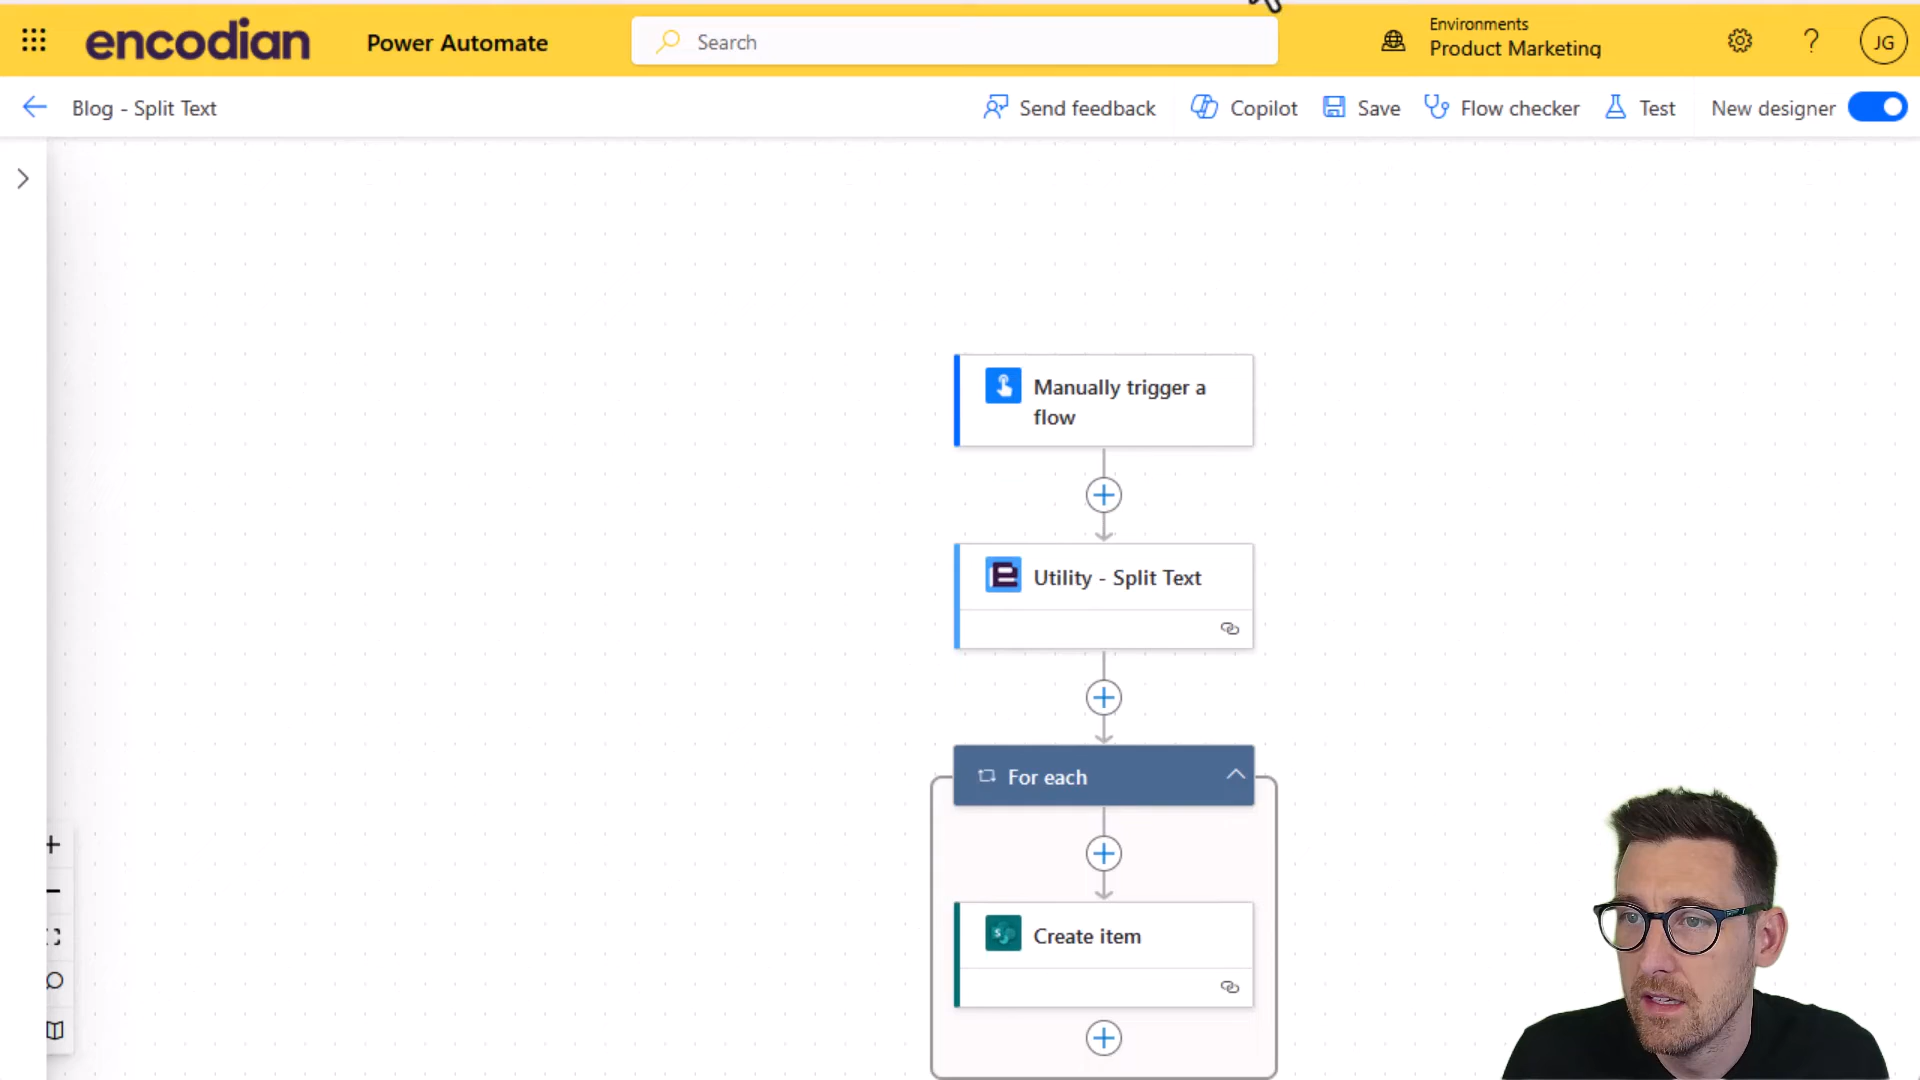 encodian
Power Automate
Search
Environments
Product Marketing
JG
Blog - Split Text
Send feedback
Copilot
Save
Flow checker
Test
New designer
Manually trigger a
flow
Utility - Split Text
For each
Create item